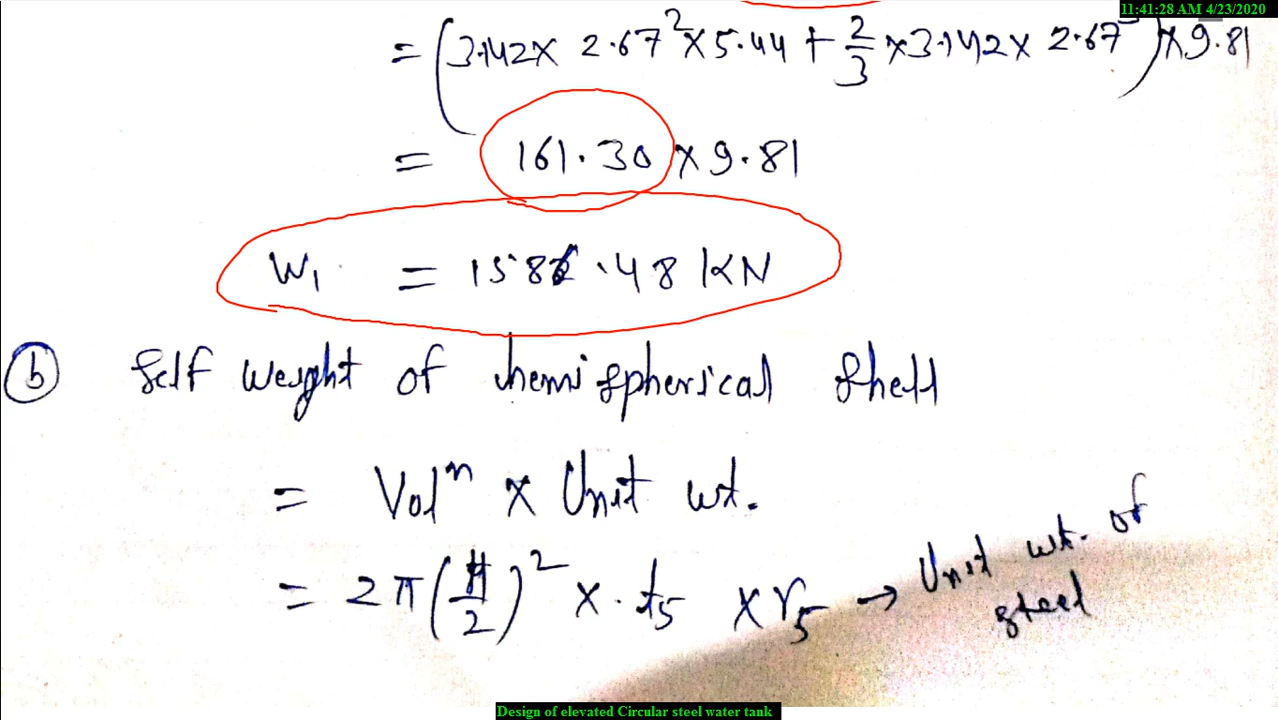 11:41:28 AM 4/23/2020
= (3.142 x 2.67² x 5.44 + 2/3 x 3.142 x 2.67³) x 9.81
= 161.30 x 9.81
W₁ = 1582.48 KN
(b) Self weight of hemispherical shell
= Volⁿ x Unit wt.
= 2π(H/2)² x . t₅ x r₅ → Unit wt. of
steel
Design of elevated Circular steel water tank